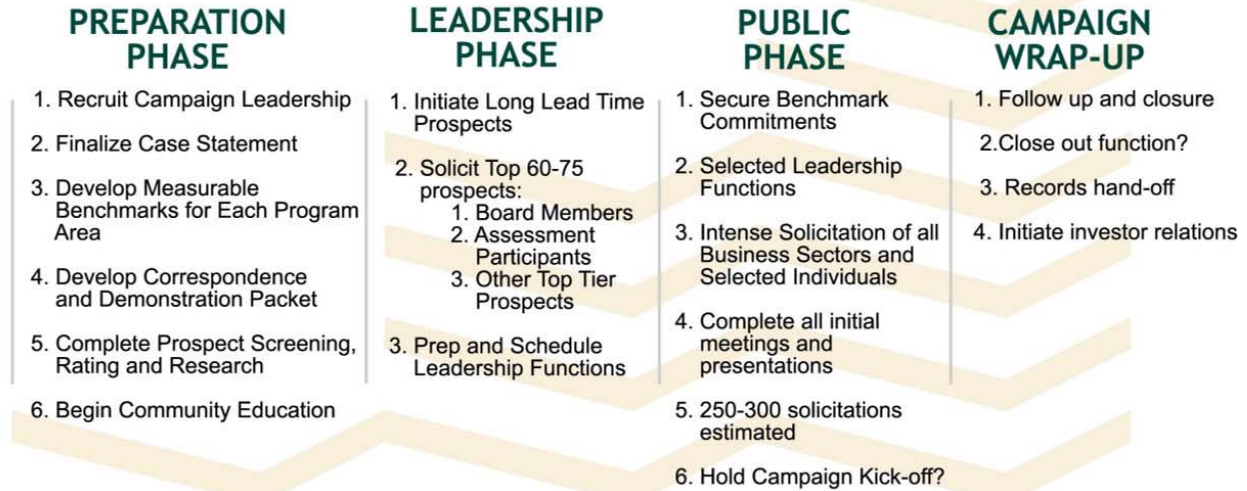 PREPARATION
PHASE
1. Recruit Campaign Leadership
2. Finalize Case Statement
3. Develop Measurable
Benchmarks for Each Program
Area
4. Develop Correspondence
and Demonstration Packet
5. Complete Prospect Screening,
Rating and Research
6. Begin Community Education
LEADERSHIP
PHASE
1. Initiate Long Lead Time
Prospects
2. Solicit Top 60-75
prospects:
1. Board Members
2. Assessment
Participants
3. Other Top Tier
Prospects
3. Prep and Schedule
Leadership Functions
PUBLIC
PHASE
1. Secure Benchmark
Commitments
2. Selected Leadership
Functions
3. Intense Solicitation of all
Business Sectors and
Selected Individuals
4. Complete all initial
meetings and
presentations
5. 250-300 solicitations
estimated
6. Hold Campaign Kick-off?
CAMPAIGN
WRAP-UP
1. Follow up and closure
2.Close out function?
3. Records hand-off
4. Initiate investor relations